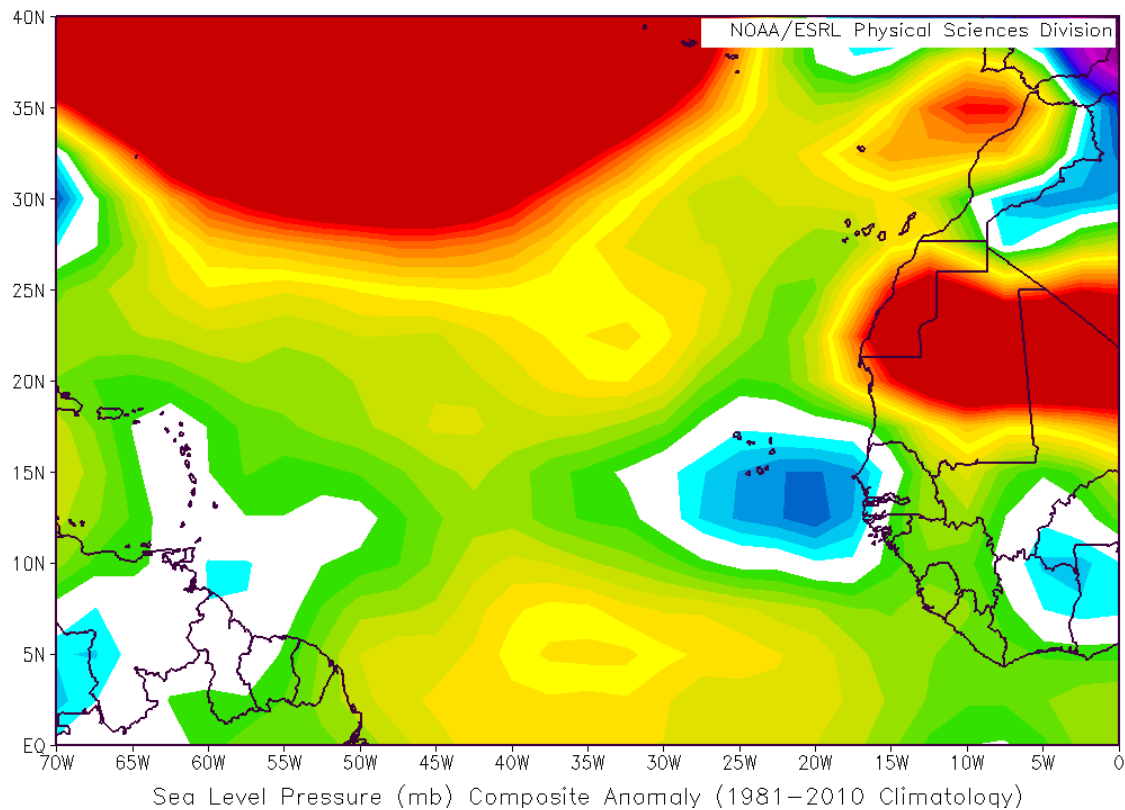 NOAA/ESRL Physical Sciences Division
40N
35N
30N
25N
20N
15N
10N
5N
EQ
70W 65W 60W 55W 50W 45W 40W 35W 30W 25W 20W 15W 10W 5W 0
Sea Level Pressure (mb) Composite Anomaly (1981-2010 Climatology)